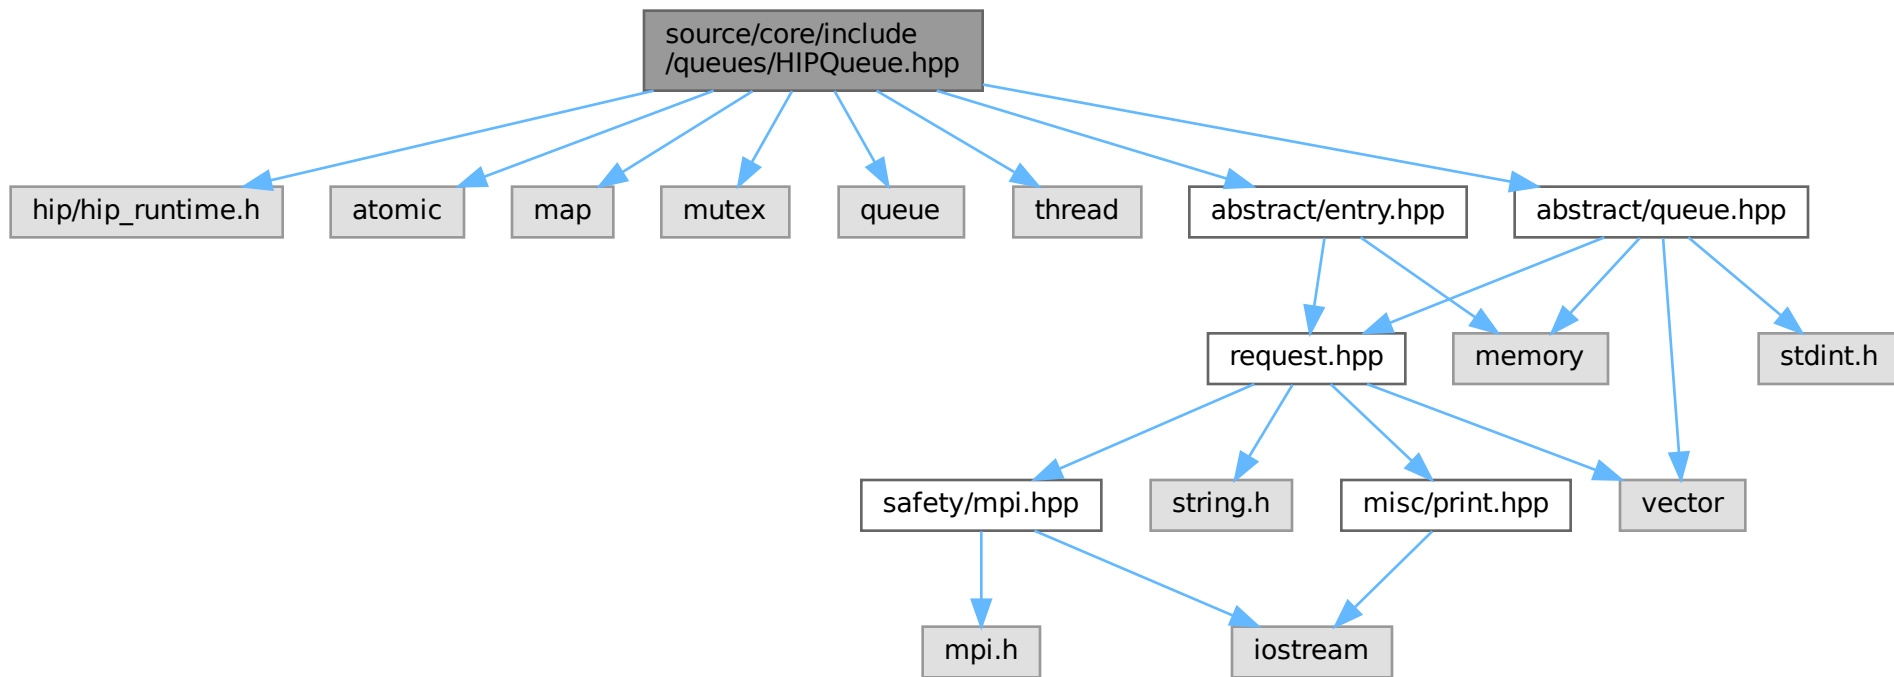 source/core/include
/queues/HIPQueue.hpp
hip/hip_runtime.h
atomic
map
mutex
queue
thread
abstract/entry.hpp
abstract/queue.hpp
request.hpp
memory
stdint.h
safety/mpi.hpp
string.h
misc/print.hpp
vector
mpi.h
iostream